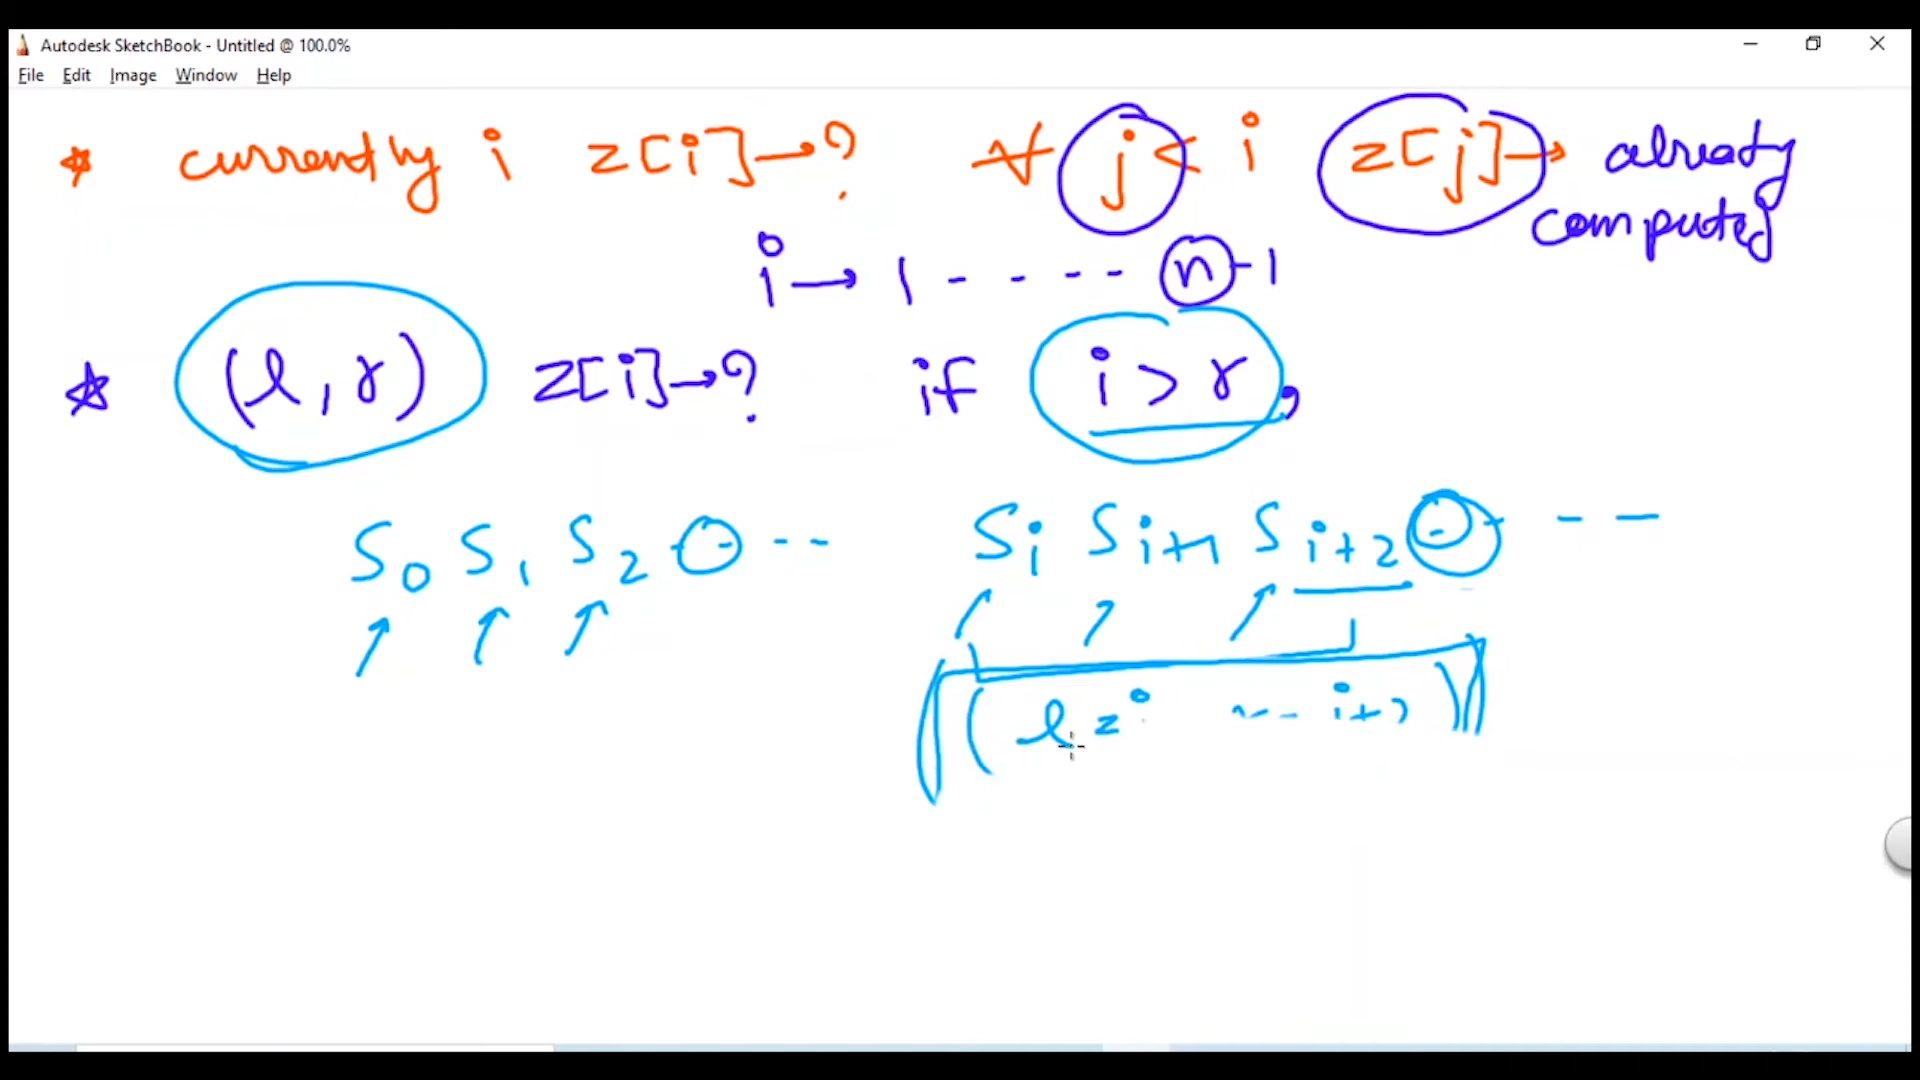 Autodesk SketchBook - Untitled @ 100.0%
File Edit Image Window Help
* currently i z[i] → ? ∀ j < i z[j] → already
computed
i → 1 - - - - n-1
* (l, r) z[i] → ? if i > r,
S0 S1 S2 - - - Si Si+1 Si+2 - - -
( l = i -- i+2 )